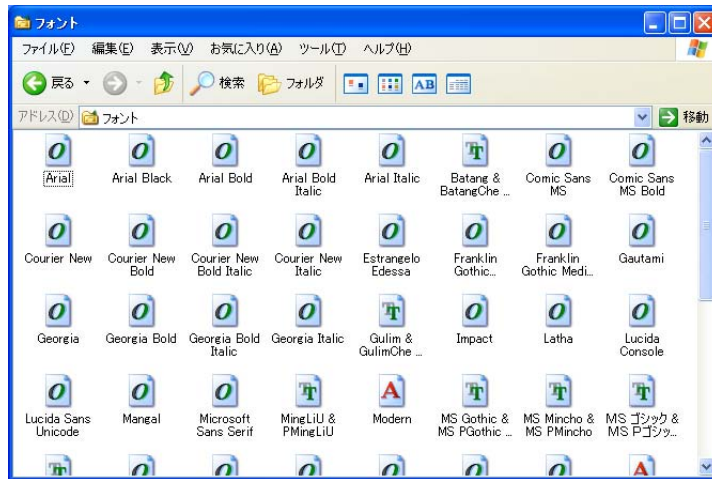 フォント
ファイル(F) 編集(E) 表示(V) お気に入り(A) ツール(T) ヘルプ(H)
戻る 検索 フォルダ AB
アドレス(D) フォント 移動
Arial
Arial Black
Arial Bold
Arial Bold
Italic
Arial Italic
Batang &
BatangChe ...
Comic Sans
MS
Comic Sans
MS Bold
Courier New
Courier New
Bold
Courier New
Bold Italic
Courier New
Italic
Estrangelo
Edessa
Franklin
Gothic...
Franklin
Gothic Medi...
Gautami
Georgia
Georgia Bold
Georgia Bold
Italic
Georgia Italic
Gulim &
GulimChe ...
Impact
Latha
Lucida
Console
Lucida Sans
Unicode
Mangal
Microsoft
Sans Serif
MingLiU &
PMingLiU
Modern
MS Gothic &
MS PGothic ...
MS Mincho &
MS PMincho
MS ゴシック &
MS Pゴシッ...